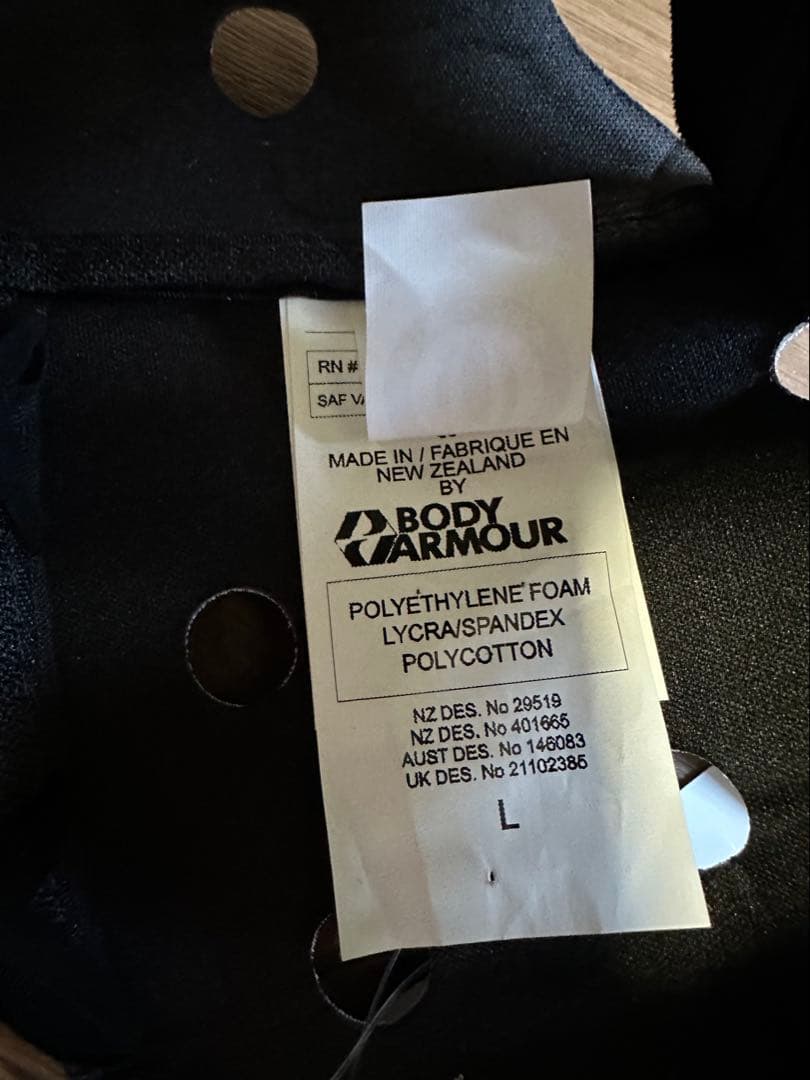 RN #
SAF
MADE IN / FABRIQUE EN
NEW ZEALAND
BY
BODY
ARMOUR
POLYETHYLENE FOAM
LYCRA/SPANDEX
POLYCOTTON
NZ DES. No 29519
NZ DES. No 401665
AUST DES. No 146083
UK DES. No 21102385
L